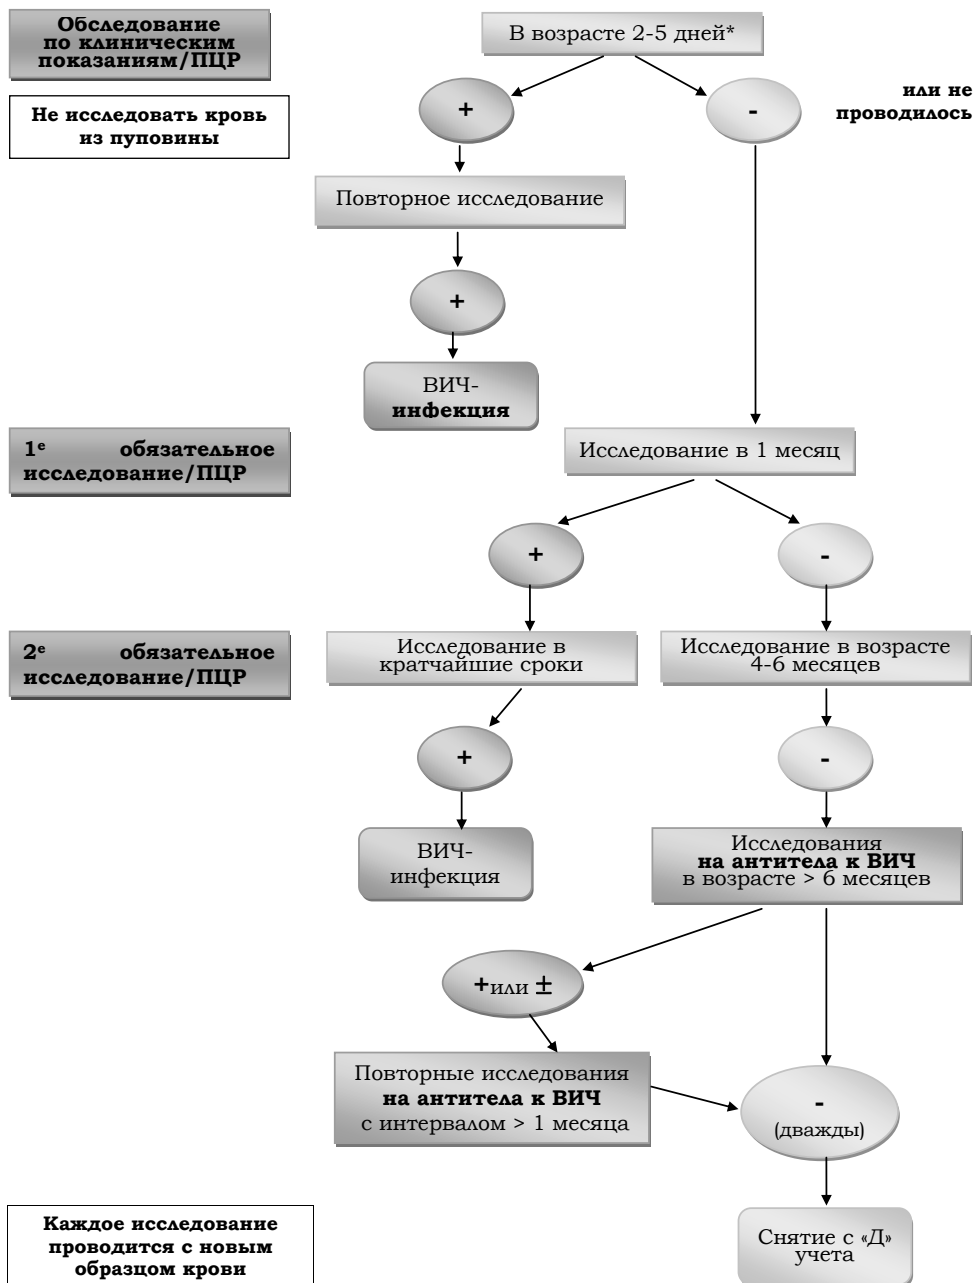 Обследование
по клиническим
показаниям/ПЦР
В возрасте 2-5 дней*
Не исследовать кровь
из пуповины
+
-
или не
проводилось
Повторное исследование
+
ВИЧ-
инфекция
1е обязательное
исследование/ПЦР
Исследование в 1 месяц
+
-
2е обязательное
исследование/ПЦР
Исследование в
кратчайшие сроки
Исследование в возрасте
4-6 месяцев
+
-
ВИЧ-
инфекция
Исследования
на антитела к ВИЧ
в возрасте > 6 месяцев
+или ±
Повторные исследования
на антитела к ВИЧ
с интервалом > 1 месяца
-
(дважды)
Каждое исследование
проводится с новым
образцом крови
Снятие с «Д»
учета